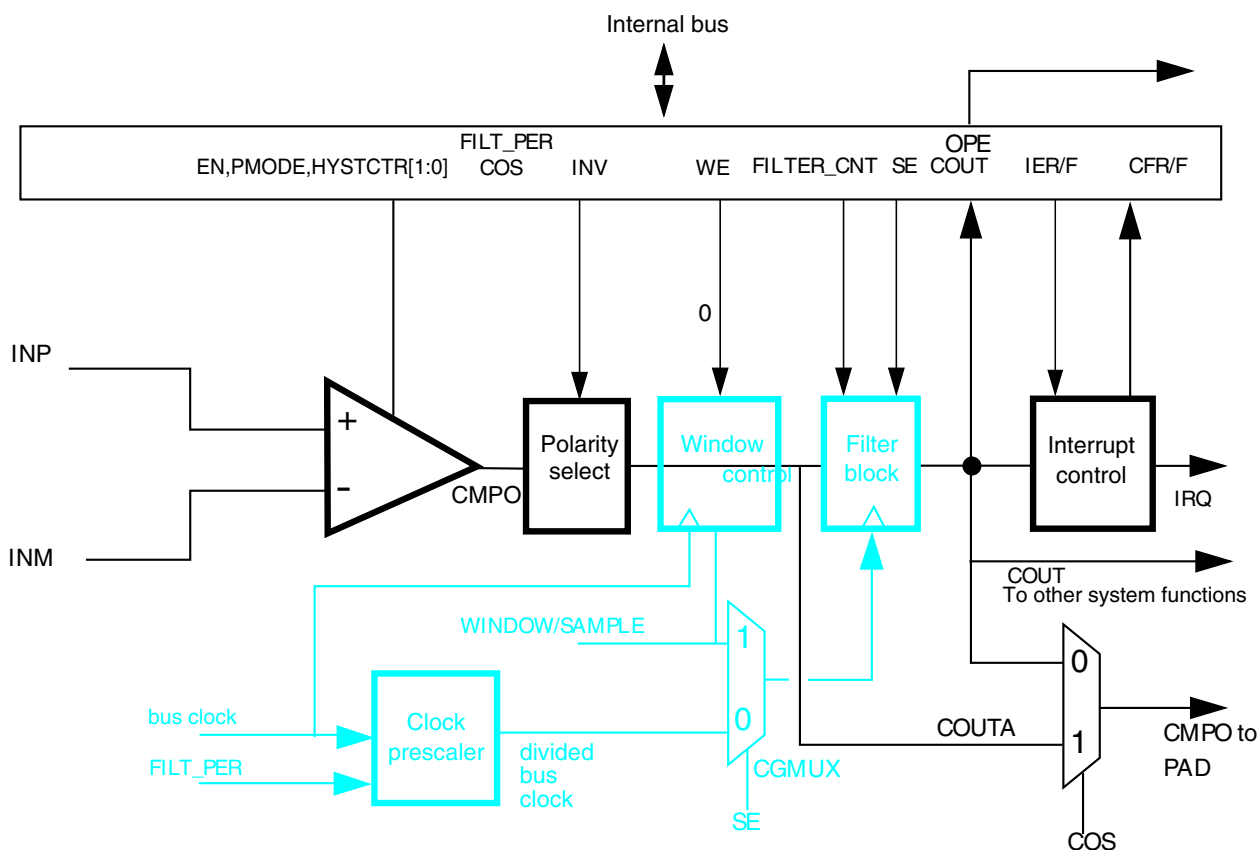 Internal bus
FILT_PER
OPE
EN,PMODE,HYSTCTR[1:0]
COS
INV
WE
FILTER_CNT
SE
COUT
IER/F
CFR/F
0
INP
+
-
INM
CMPO
Polarity
select
Window
control
Filter
block
Interrupt
control
IRQ
COUT
To other system functions
WINDOW/SAMPLE
1
0
bus clock
FILT_PER
Clock
prescaler
divided
bus
clock
CGMUX
SE
COUTA
0
1
CMPO to
PAD
COS